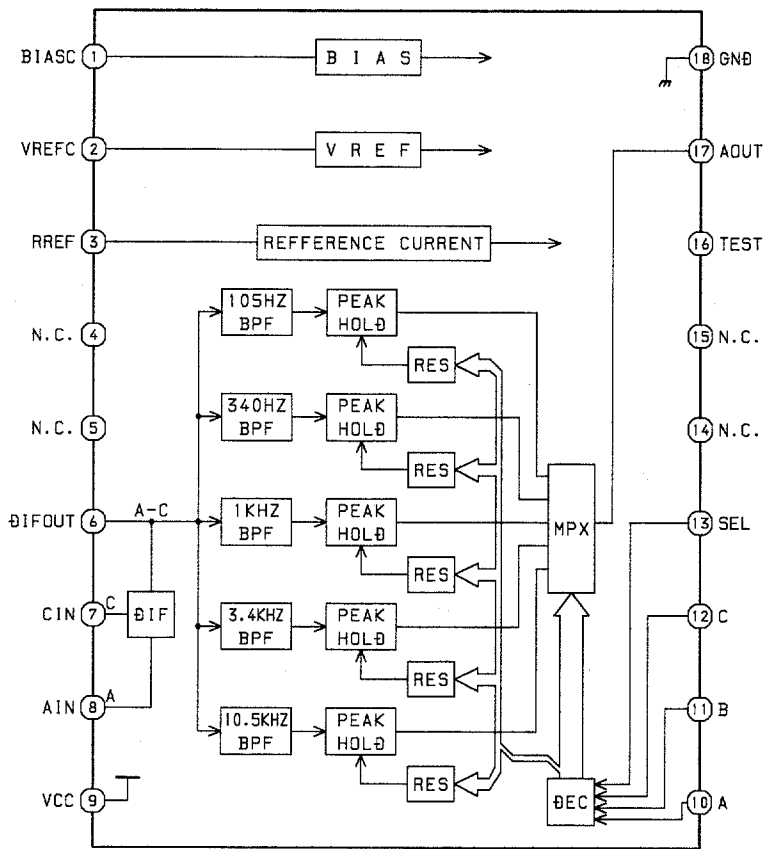 BIASC 1 B I A S 18 GND
VREFC 2 V R E F 17 AOUT
RREF 3 REFFERENCE CURRENT 16 TEST
N.C. 4
105HZ
BPF
PEAK
HOLD
15 N.C.
RES
N.C. 5
340HZ
BPF
PEAK
HOLD
14 N.C.
RES
DIFOUT 6 A-C
1KHZ
BPF
PEAK
HOLD
MPX
13 SEL
RES
CIN 7 C DIF
3.4KHZ
BPF
PEAK
HOLD
12 C
RES
AIN 8 A
10.5KHZ
BPF
PEAK
HOLD
11 B
RES
VCC 9
DEC
10 A